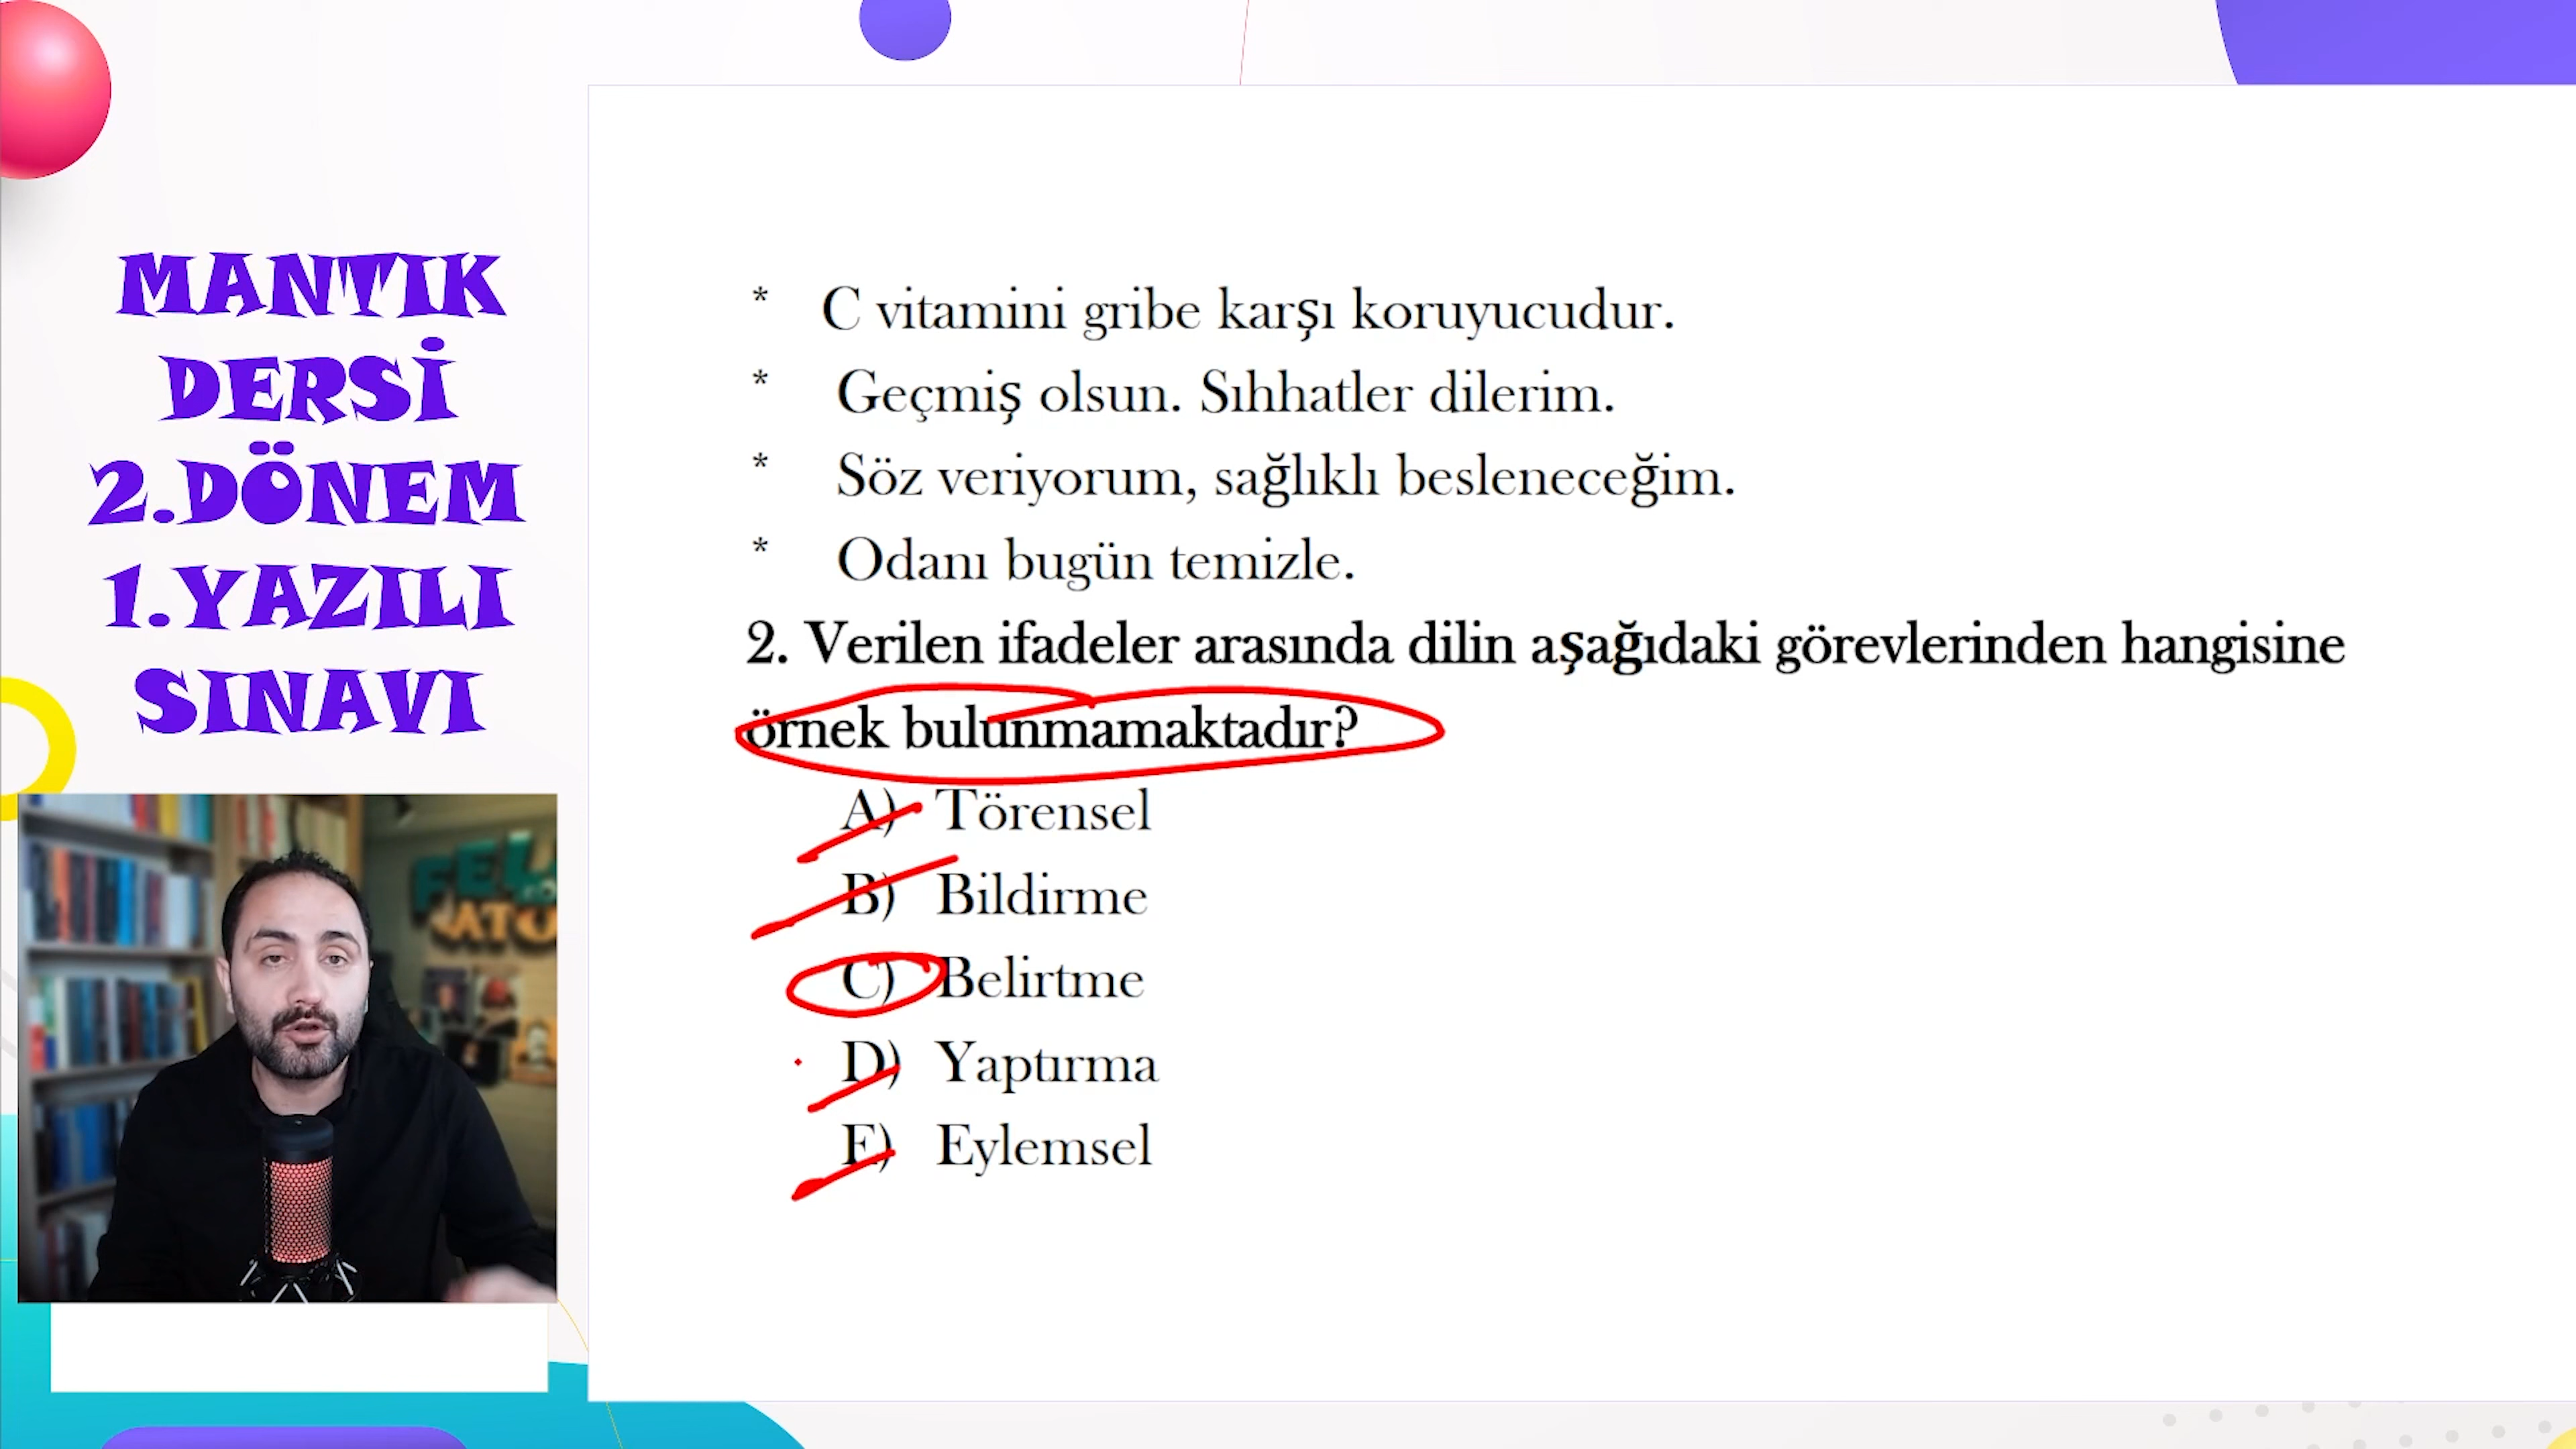 MANTIK
DERSİ
2.DÖNEM
1.YAZILI
SINAVI
* C vitamini gribe karşı koruyucudur.
* Geçmiş olsun. Sıhhatler dilerim.
* Söz veriyorum, sağlıklı besleneceğim.
* Odanı bugün temizle.
2. Verilen ifadeler arasında dilin aşağıdaki görevlerinden hangisine
örnek bulunmamaktadır?
A) Törensel
B) Bildirme
C) Belirtme
D) Yaptırma
E) Eylemsel